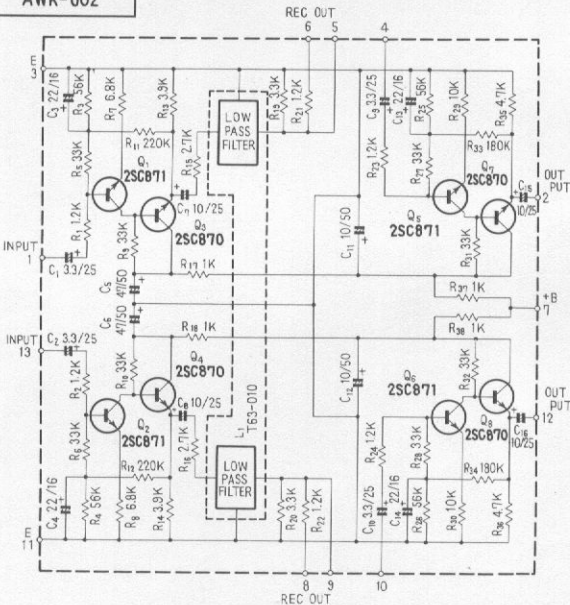 AWR-002
REC OUT
6 5 4
E
3
C3 22/16
R3 56K
R7 6.8K
R13 3.9K
R11 220K
R15 2.7K
LOW
PASS
FILTER
R19 3.3K
R21 1.2K
C9 3.3/25
C13 22/16
R25 56K
R29 10K
R35 4.7K
R33 180K
R5 33K
Q1
2SC871
R23 1.2K
R27 33K
Q7
2SC870
C15
10/25
OUT
PUT
2
R1 1.2K
C7 10/25
Q3
2SC870
C11 10/50
Q5
2SC871
INPUT
1
C1 3.3/25
R9 33K
R31 33K
R17 1K
C5
47/50
R37 1K
+B
7
C6
47/50
R38 1K
R18 1K
INPUT
13
C2 3.3/25
R2 1.2K
R10 33K
Q4
2SC870
C12 10/50
Q6
2SC871
R32 33K
OUT
PUT
12
C8 10/25
Q2
2SC871
L1
T63-010
R24 1.2K
Q8
2SC870
C16
10/25
R6 33K
R16 2.7K
R28 33K
R12 220K
R34 180K
LOW
PASS
FILTER
C4 22/16
R4 56K
R8 6.8K
R14 3.9K
R20 3.3K
R22 1.2K
C10 3.3/25
C14 22/16
R26 56K
R30 10K
R36 4.7K
E
11
8 9 10
REC OUT